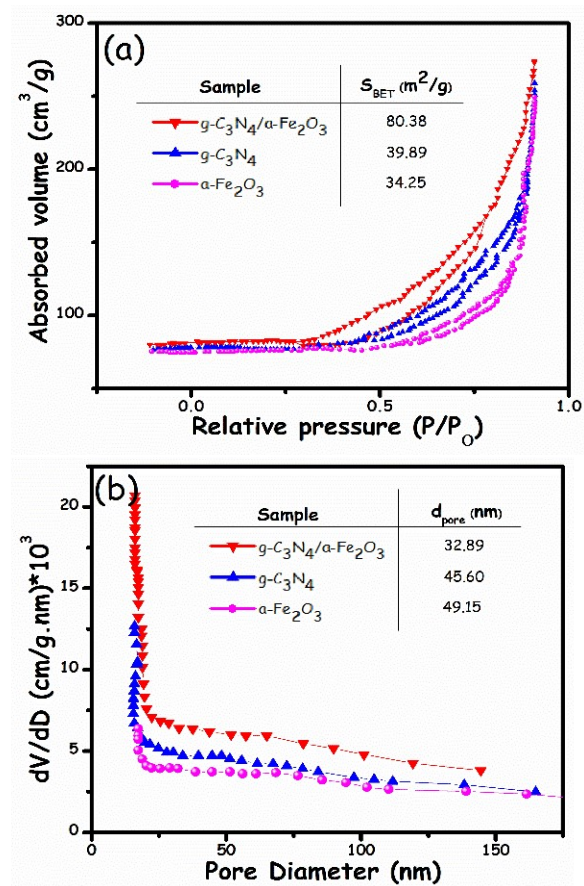 (a)
Absorbed volume (cm³/g)
300
200
100
Sample S_BET (m²/g)
g-C₃N₄/α-Fe₂O₃ 80.38
g-C₃N₄ 39.89
α-Fe₂O₃ 34.25
0.0 0.5 1.0
Relative pressure (P/P_O)
(b)
dV/dD (cm/g.nm)*10³
20
15
10
5
0
Sample d_pore (nm)
g-C₃N₄/α-Fe₂O₃ 32.89
g-C₃N₄ 45.60
α-Fe₂O₃ 49.15
0 50 100 150
Pore Diameter (nm)